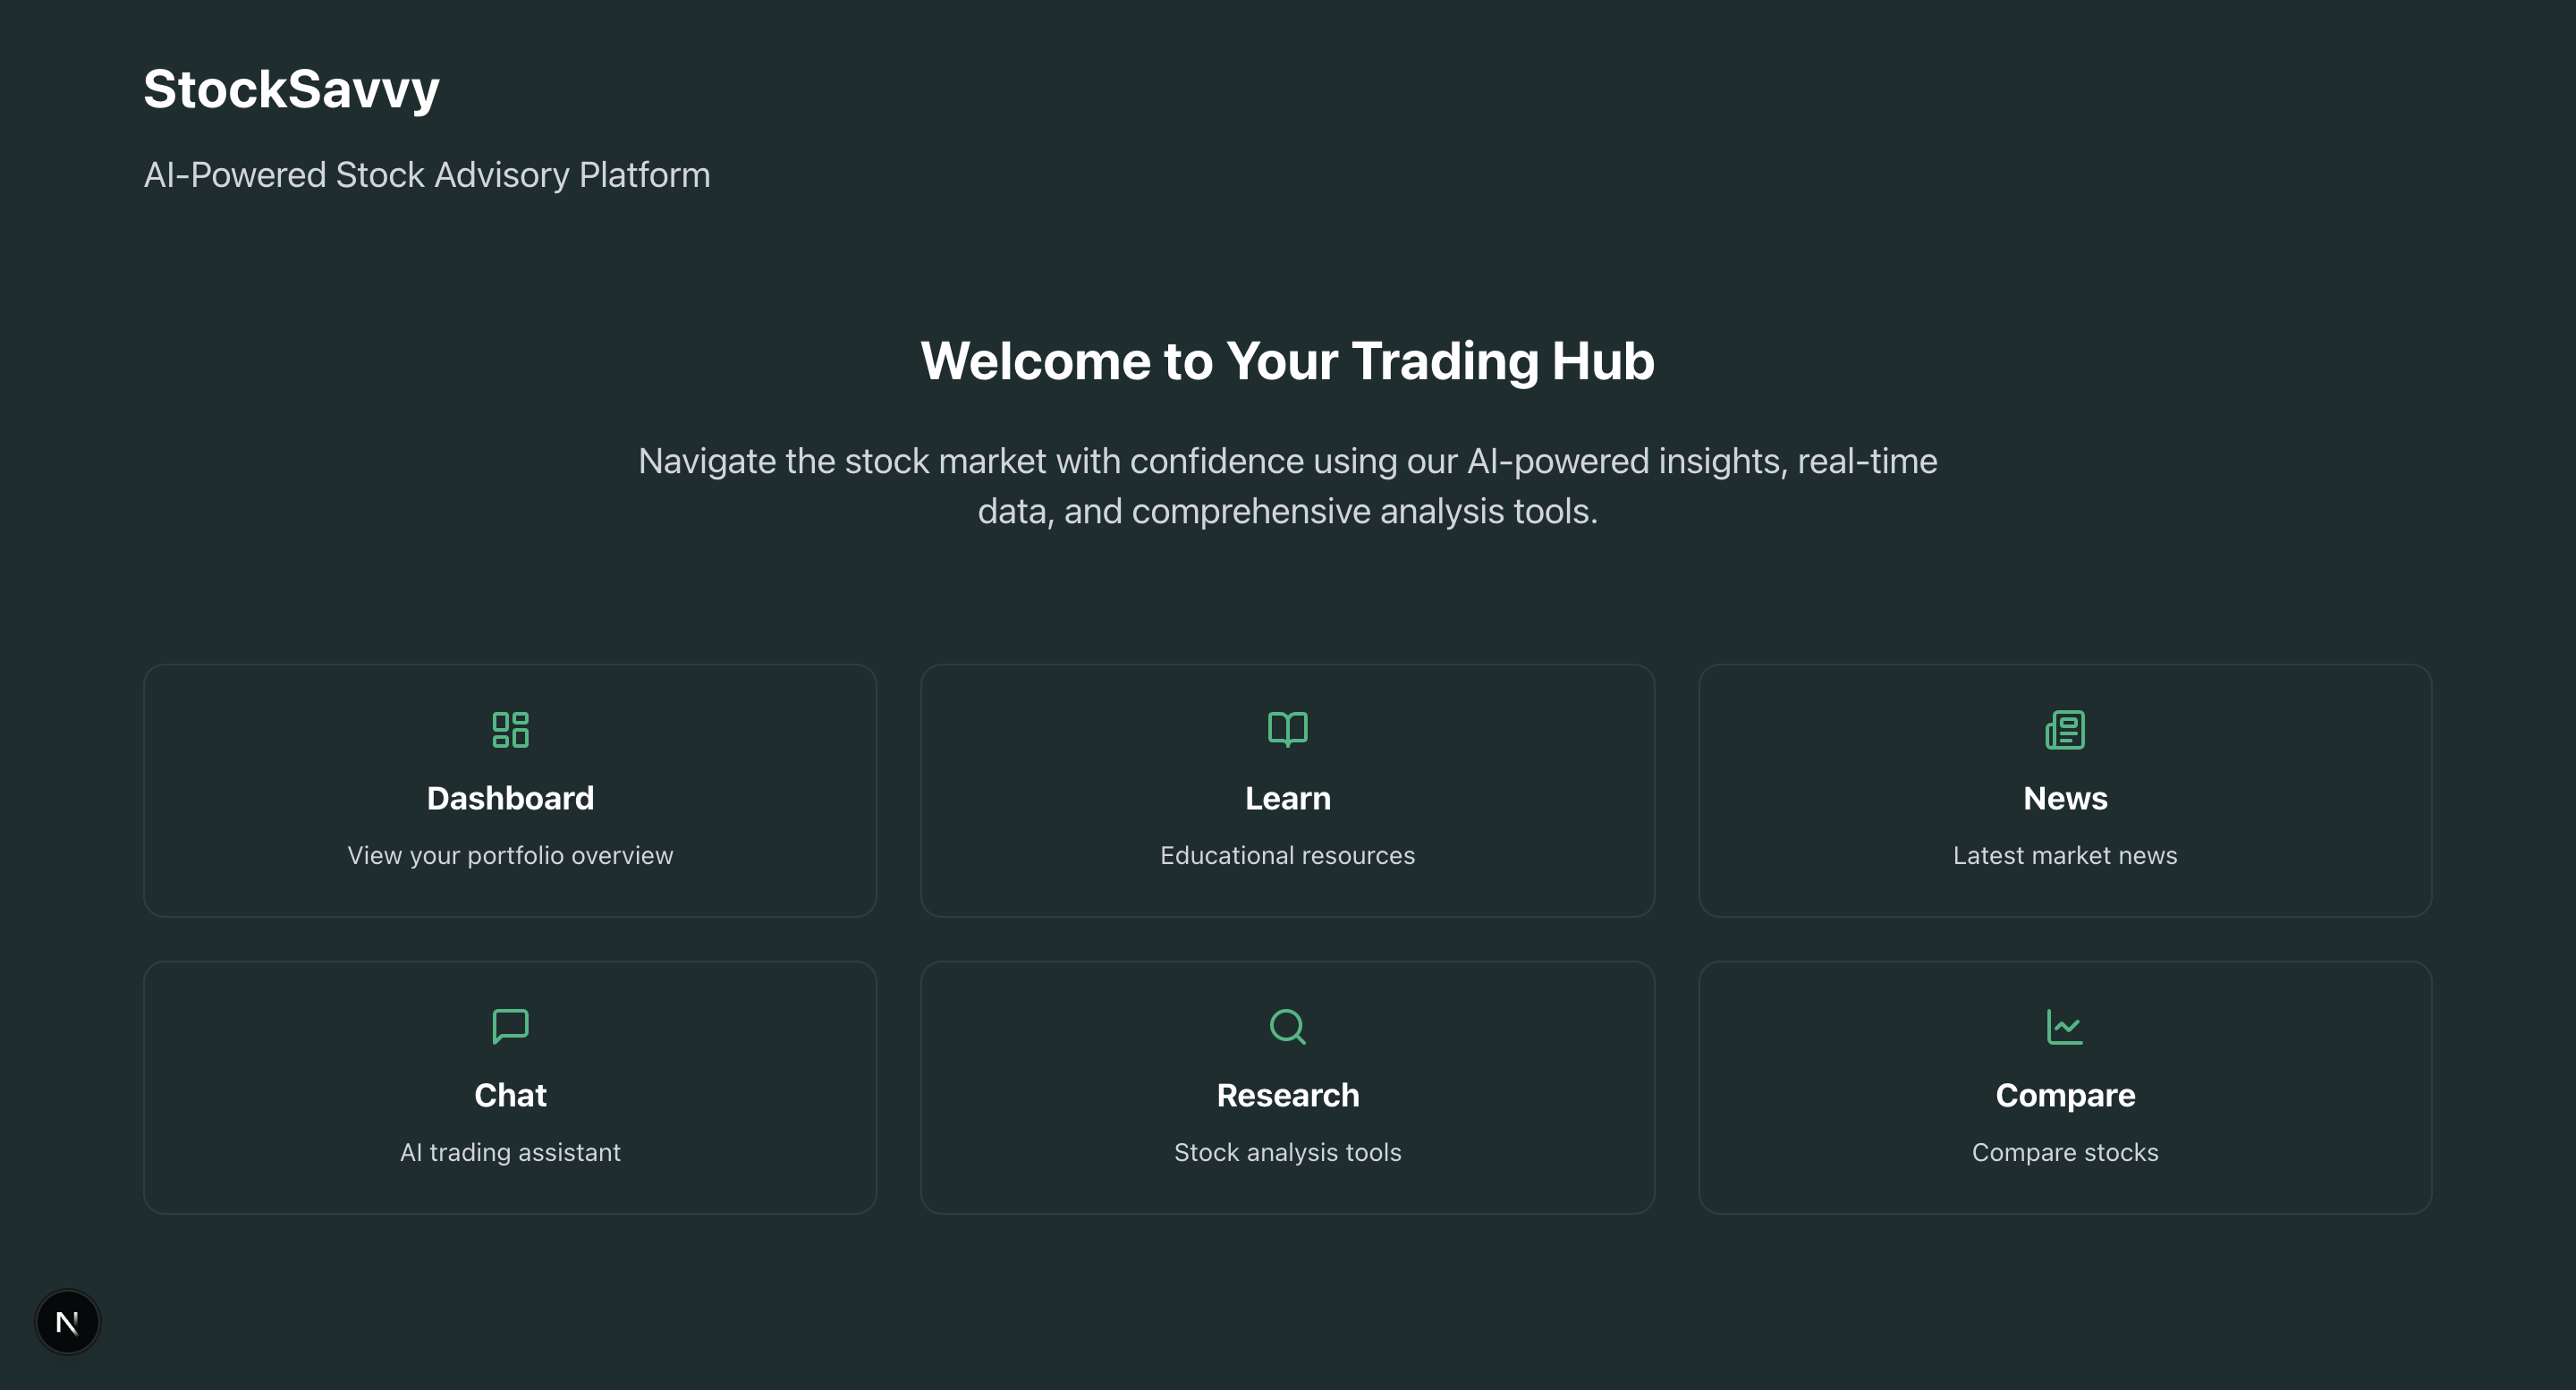 StockSavvy
AI-Powered Stock Advisory Platform
Welcome to Your Trading Hub
Navigate the stock market with confidence using our AI-powered insights, real-time
data, and comprehensive analysis tools.
Dashboard
View your portfolio overview
Learn
Educational resources
News
Latest market news
Chat
AI trading assistant
Research
Stock analysis tools
Compare
Compare stocks
N